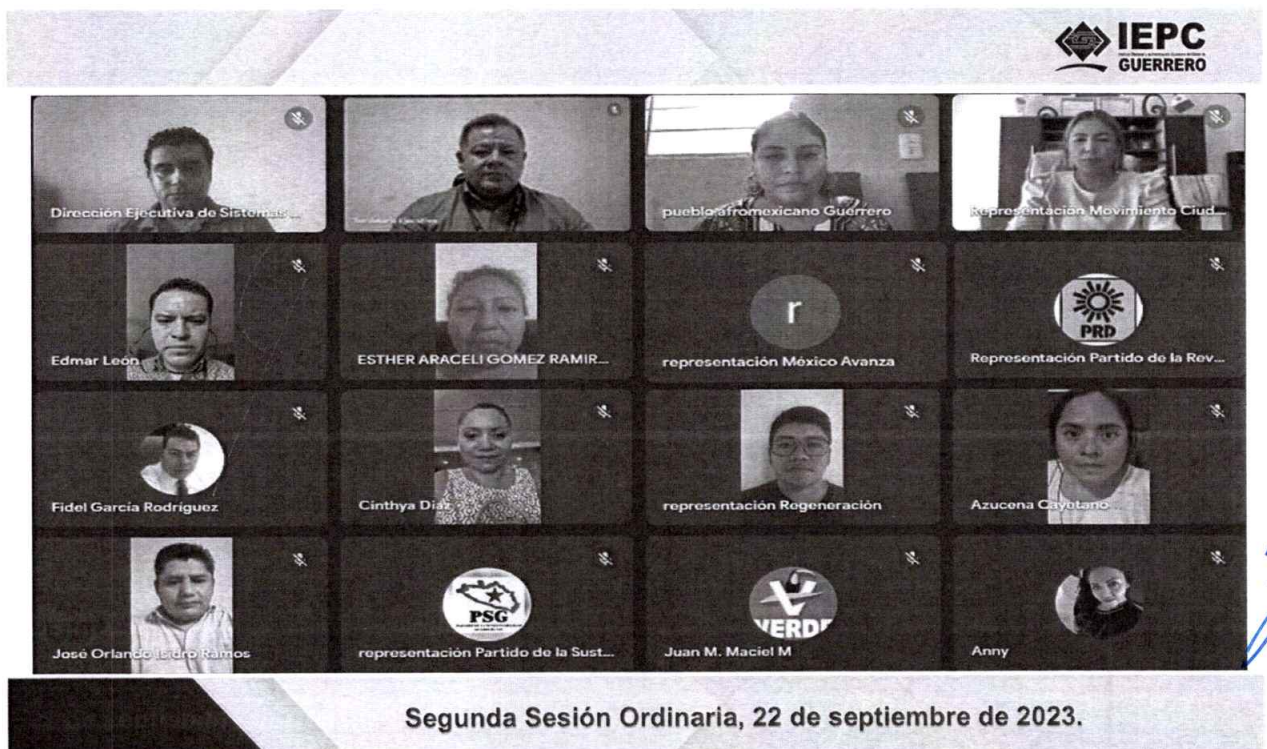 IEPC
GUERRERO
Dirección Ejecutiva de Sistemas ...
pueblo afromexicano Guerrero
Representación Movimiento Ciud...
Edmar León
ESTHER ARACELI GOMEZ RAMIR...
r
representación México Avanza
PRD
Representación Partido de la Rev...
Fidel García Rodríguez
Cinthya Díaz
representación Regeneración
Azucena Cayetano
José Orlando Isidro Ramos
PSG
representación Partido de la Sust...
VERDE
Juan M. Maciel M
Anny
Segunda Sesión Ordinaria, 22 de septiembre de 2023.